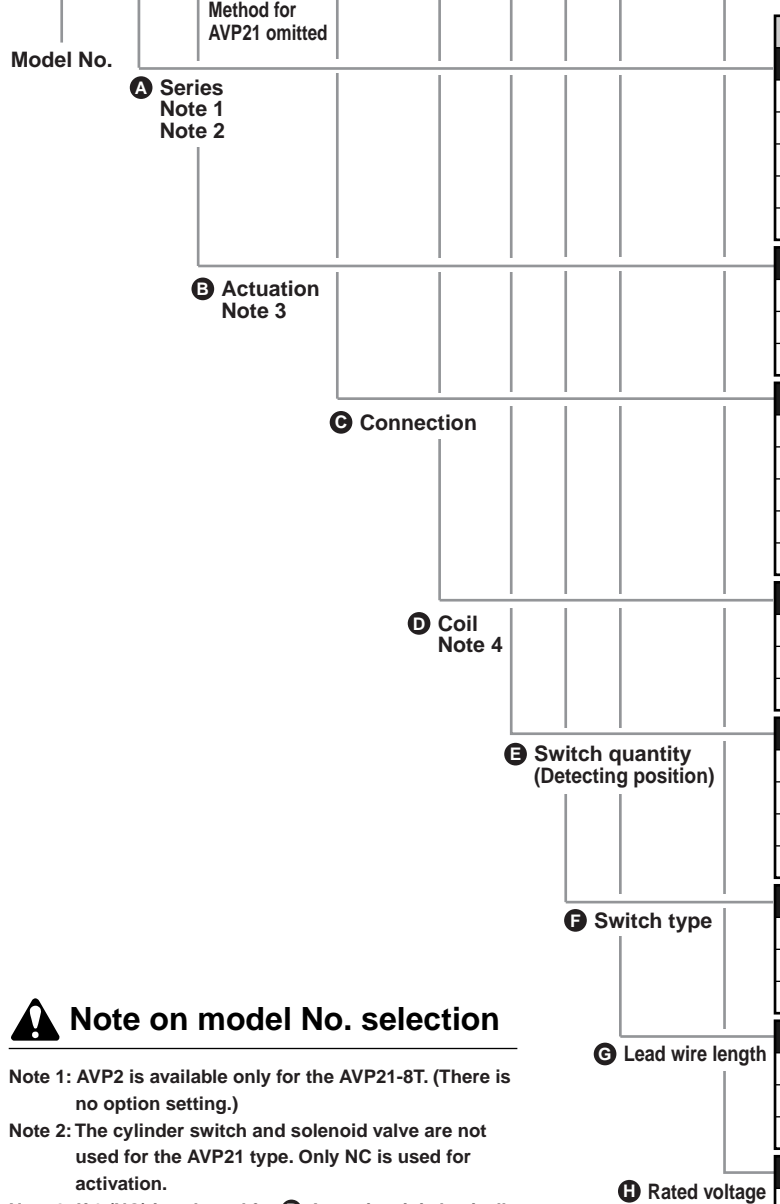 Method for
AVP21 omitted
Model No.
A Series
Note 1
Note 2
B Actuation
Note 3
C Connection
D Coil
Note 4
E Switch quantity
(Detecting position)
F Switch type
Note on model No. selection
G Lead wire length
Note 1: AVP2 is available only for the AVP21-8T. (There is
no option setting.)
Note 2: The cylinder switch and solenoid valve are not
used for the AVP21 type. Only NC is used for
activation.
H Rated voltage